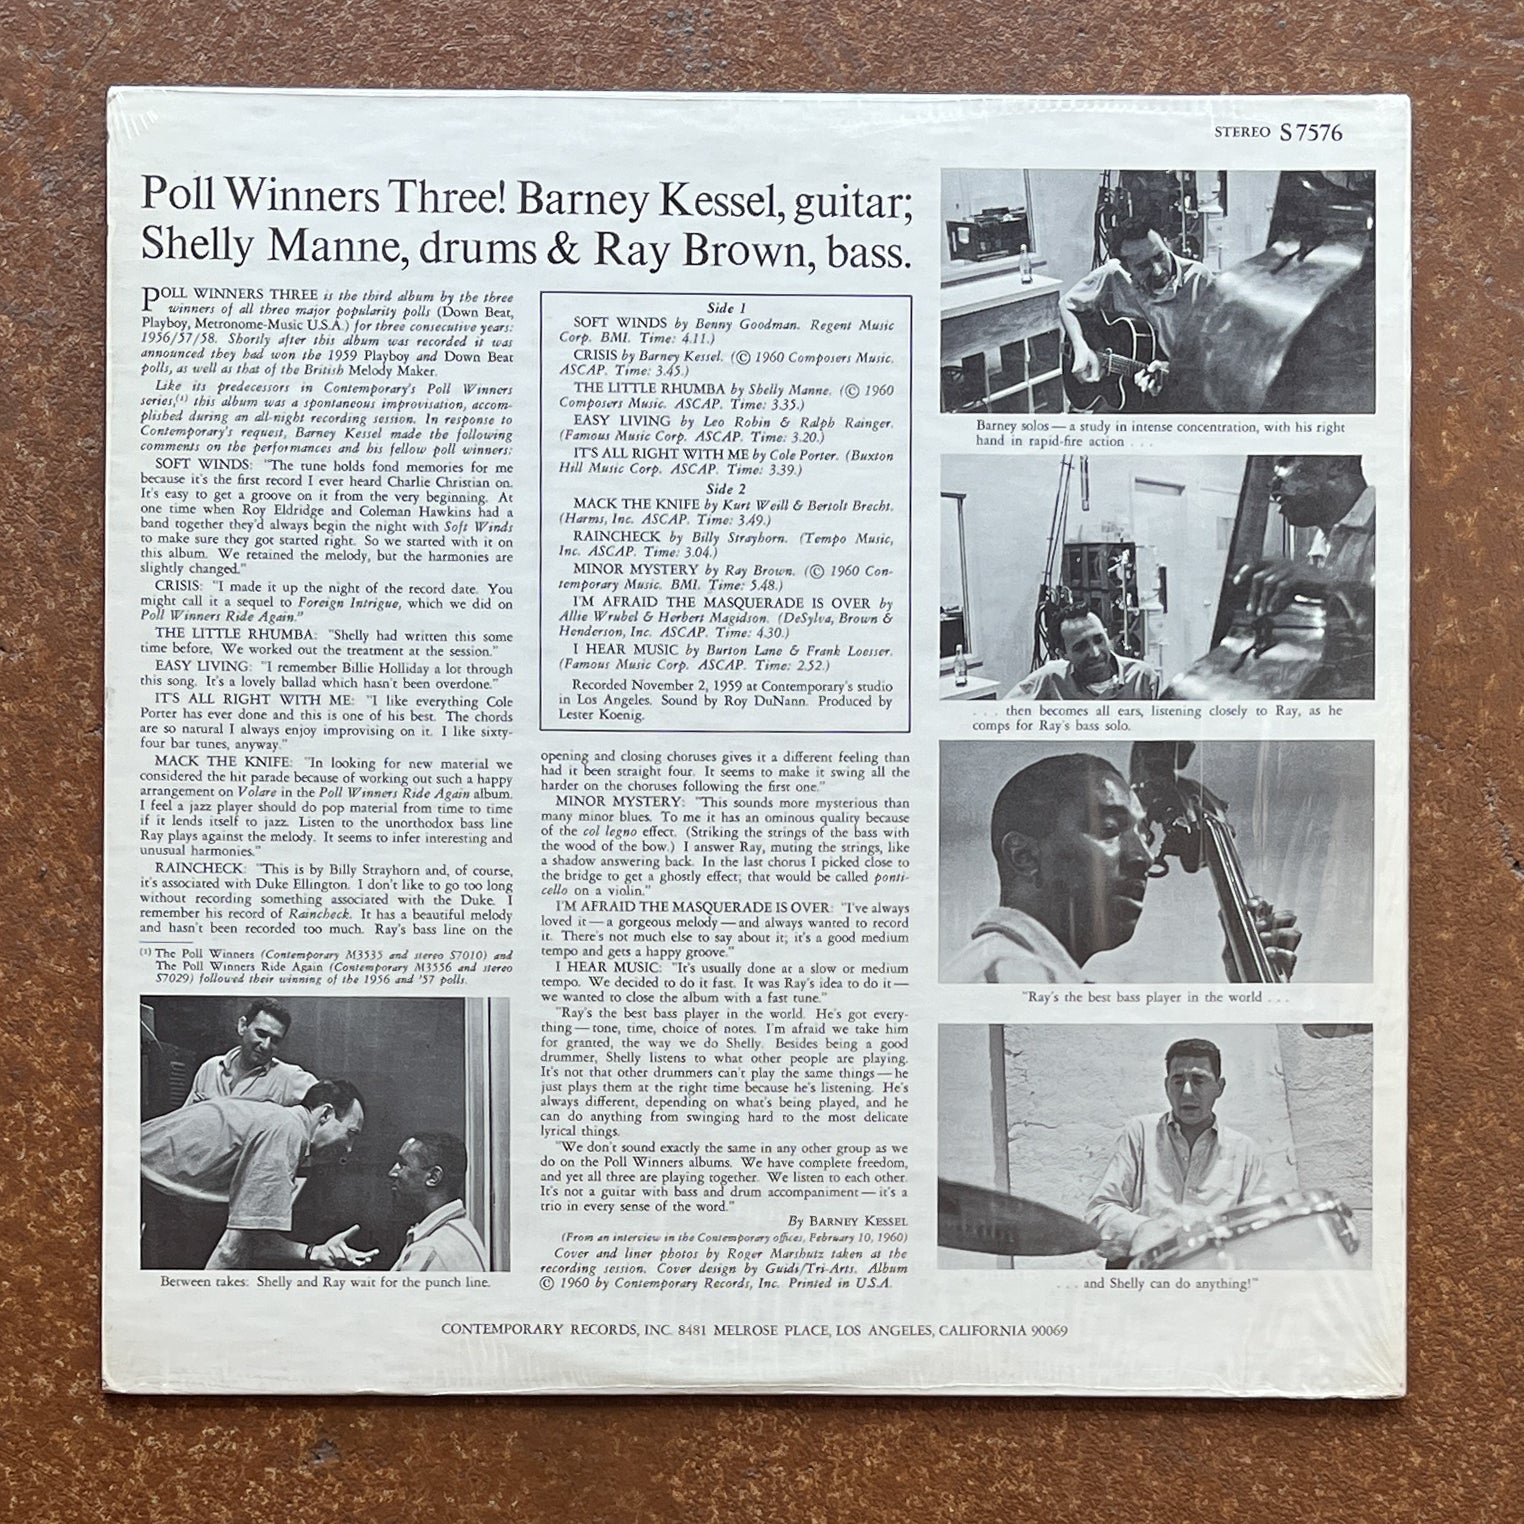 STEREO S 7576
Poll Winners Three! Barney Kessel, guitar;
Shelly Manne, drums & Ray Brown, bass.
POLL WINNERS THREE is the third album by the three
winners of all three major popularity polls (Down Beat,
Playboy, Metronome-Music U.S.A.) for three consecutive years:
1956/57/58. Shortly after this album was recorded it was
announced they had won the 1959 Playboy and Down Beat
polls, as well as that of the British Melody Maker.
Like its predecessors in Contemporary's Poll Winners
series,(1) this album was a spontaneous improvisation, accom-
plished during an all-night recording session. In response to
Contemporary's request, Barney Kessel made the following
comments on the performances and his fellow poll winners:
SOFT WINDS: "The tune holds fond memories for me
because it's the first record I ever heard Charlie Christian on.
It's easy to get a groove on it from the very beginning. At
one time when Roy Eldridge and Coleman Hawkins had a
band together they'd always begin the night with Soft Winds
to make sure they got started right. So we started with it on
this album. We retained the melody, but the harmonies are
slightly changed."
CRISIS: "I made it up the night of the record date. You
might call it a sequel to Foreign Intrigue, which we did on
Poll Winners Ride Again."
THE LITTLE RHUMBA: "Shelly had written this some
time before. We worked out the treatment at the session."
EASY LIVING: "I remember Billie Holliday a lot through
this song. It's a lovely ballad which hasn't been overdone."
IT'S ALL RIGHT WITH ME: "I like everything Cole
Porter has ever done and this is one of his best. The chords
are so natural I always enjoy improvising on it. I like sixty-
four bar tunes, anyway."
MACK THE KNIFE: "In looking for new material we
considered the hit parade because of working out such a happy
arrangement on Volare in the Poll Winners Ride Again album.
I feel a jazz player should do pop material from time to time
if it lends itself to jazz. Listen to the unorthodox bass line
Ray plays against the melody. It seems to infer interesting and
unusual harmonies."
RAINCHECK: "This is by Billy Strayhorn and, of course,
it's associated with Duke Ellington. I don't like to go too long
without recording something associated with the Duke. I
remember his record of Raincheck. It has a beautiful melody
and hasn't been recorded too much. Ray's bass line on the
(1) The Poll Winners (Contemporary M3535 and stereo S7010) and
The Poll Winners Ride Again (Contemporary M3556 and stereo
S7029) followed their winning of the 1956 and '57 polls.
Between takes: Shelly and Ray wait for the punch line.
Side 1
SOFT WINDS by Benny Goodman. Regent Music
Corp. BMI. Time: 4.11.)
CRISIS by Barney Kessel. (© 1960 Composers Music.
ASCAP. Time: 3.45.)
THE LITTLE RHUMBA by Shelly Manne. (© 1960
Composers Music. ASCAP. Time: 3.35.)
EASY LIVING by Leo Robin & Ralph Rainger.
(Famous Music Corp. ASCAP. Time: 3.20.)
IT'S ALL RIGHT WITH ME by Cole Porter. (Buxton
Hill Music Corp. ASCAP. Time: 3.39.)
Side 2
MACK THE KNIFE by Kurt Weill & Bertolt Brecht.
(Harms, Inc. ASCAP. Time: 3.49.)
RAINCHECK by Billy Strayhorn. (Tempo Music,
Inc. ASCAP. Time: 3.04.)
MINOR MYSTERY by Ray Brown. (© 1960 Con-
temporary Music. BMI. Time: 5.48.)
I'M AFRAID THE MASQUERADE IS OVER by
Allie Wrubel & Herbert Magidson. (DeSylva, Brown &
Henderson, Inc. ASCAP. Time: 4.30.)
I HEAR MUSIC by Burton Lane & Frank Loesser.
(Famous Music Corp. ASCAP. Time: 2.52.)
Recorded November 2, 1959 at Contemporary's studio
in Los Angeles. Sound by Roy DuNann. Produced by
Lester Koenig.
opening and closing choruses gives it a different feeling than
had it been straight four. It seems to make it swing all the
harder on the choruses following the first one."
MINOR MYSTERY: "This sounds more mysterious than
many minor blues. To me it has an ominous quality because
of the col legno effect. (Striking the strings of the bass with
the wood of the bow.) I answer Ray, muting the strings, like
a shadow answering back. In the last chorus I picked close to
the bridge to get a ghostly effect; that would be called ponti-
cello on a violin."
I'M AFRAID THE MASQUERADE IS OVER: "I've always
loved it — a gorgeous melody — and always wanted to record
it. There's not much else to say about it; it's a good medium
tempo and gets a happy groove."
I HEAR MUSIC: "It's usually done at a slow or medium
tempo. We decided to do it fast. It was Ray's idea to do it —
we wanted to close the album with a fast tune."
"Ray's the best bass player in the world. He's got every-
thing — tone, time, choice of notes. I'm afraid we take him
for granted, the way we do Shelly. Besides being a good
drummer, Shelly listens to what other people are playing.
It's not that other drummers can't play the same things — he
just plays them at the right time because he's listening. He's
always different, depending on what's being played, and he
can do anything from swinging hard to the most delicate
lyrical things.
"We don't sound exactly the same in any other group as we
do on the Poll Winners albums. We have complete freedom,
and yet all three are playing together. We listen to each other.
It's not a guitar with bass and drum accompaniment — it's a
trio in every sense of the word."
By BARNEY KESSEL
(From an interview in the Contemporary offices, February 10, 1960)
Cover and liner photos by Roger Marshutz taken at the
recording session. Cover design by Guidi/Tri-Arts. Album
© 1960 by Contemporary Records, Inc. Printed in U.S.A.
Barney solos — a study in intense concentration, with his right
hand in rapid-fire action . . .
. . . then becomes all ears, listening closely to Ray, as he
comps for Ray's bass solo.
"Ray's the best bass player in the world . . .
. . . and Shelly can do anything!"
CONTEMPORARY RECORDS, INC. 8481 MELROSE PLACE, LOS ANGELES, CALIFORNIA 90069